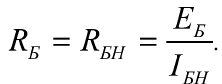 R_Б = R_БН = E_Б / I_БН.